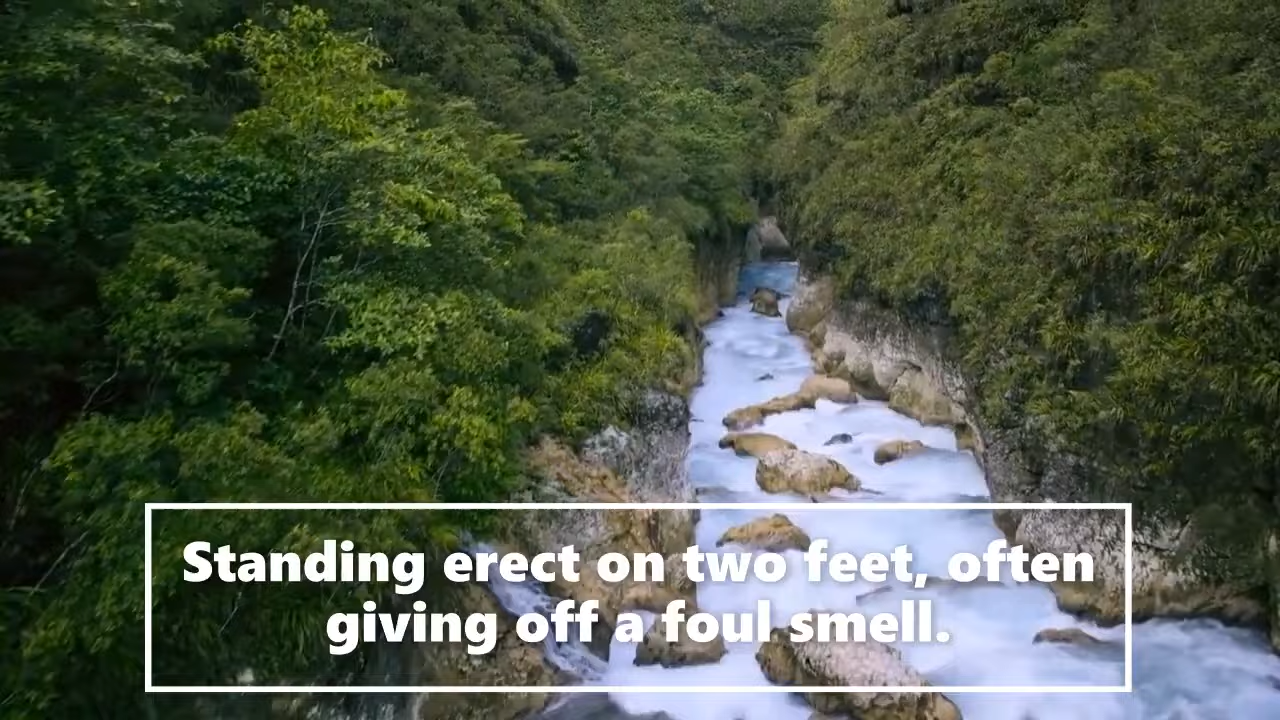 Standing erect on two feet, often
giving off a foul smell.